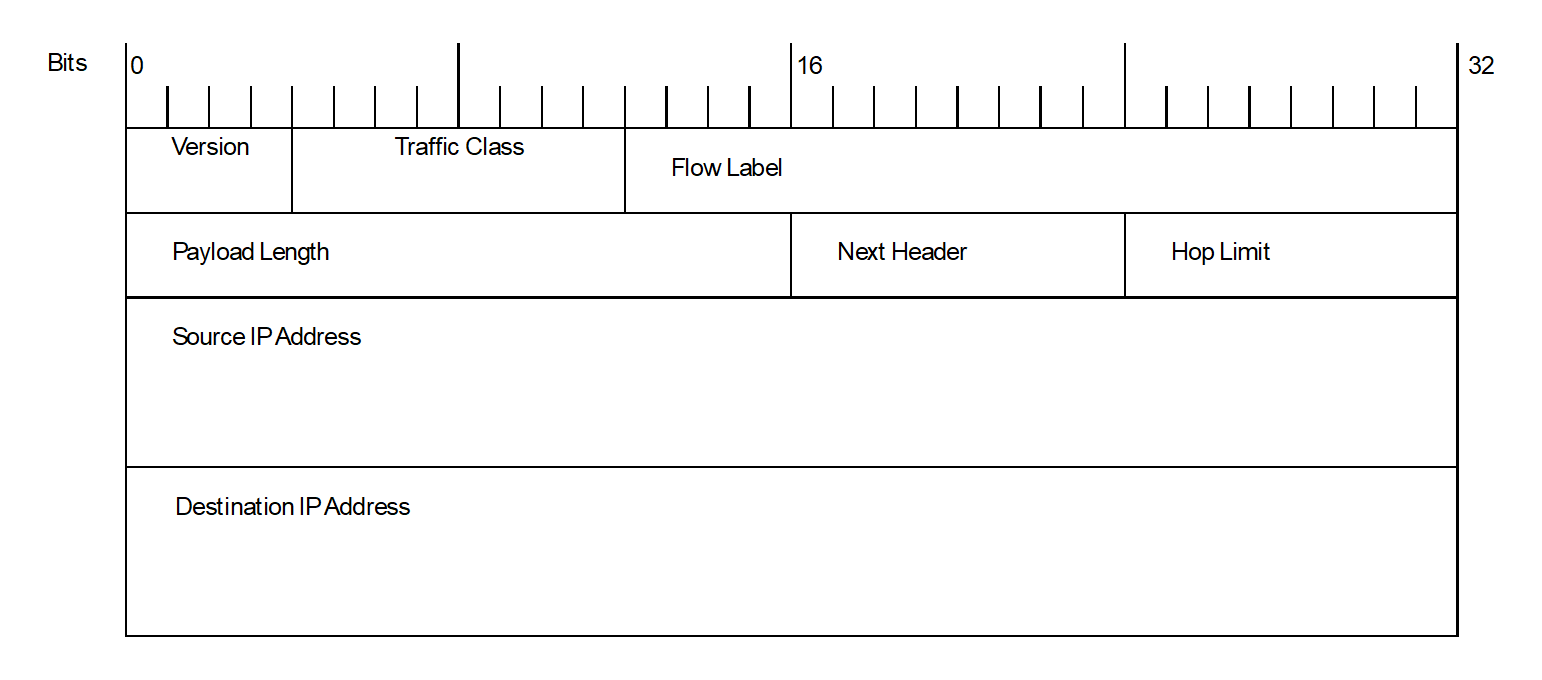 Bits 0 16 32
Version Traffic Class Flow Label
Payload Length Next Header Hop Limit
Source IP Address
Destination IP Address